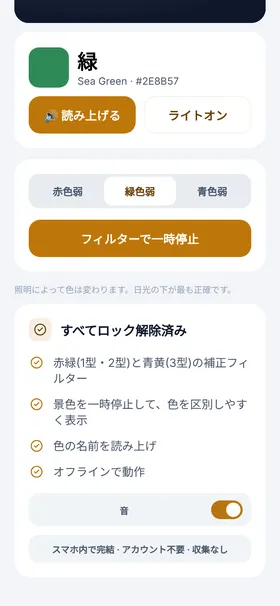 緑
Sea Green · #2E8B57
🔊 読み上げる
ライトオン
赤色弱
緑色弱
青色弱
フィルターで一時停止
照明によって色は変わります。日光の下が最も正確です。
すべてロック解除済み
赤緑(1型・2型)と青黄(3型)の補正フィ
ルター
景色を一時停止して、色を区別しやす
く表示
色の名前を読み上げ
オフラインで動作
音
スマホ内で完結・アカウント不要・収集なし